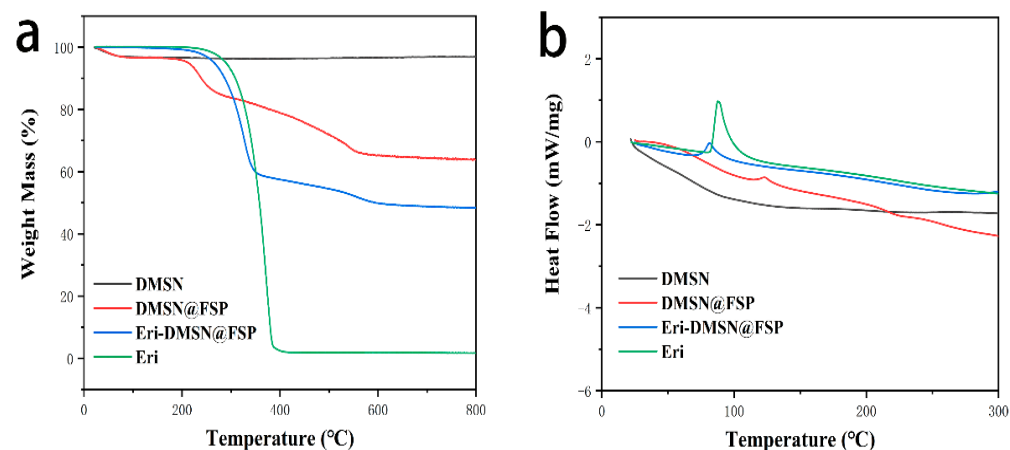 a
Weight Mass (%)
100
80
60
40
20
0
DMSN
DMSN@FSP
Eri-DMSN@FSP
Eri
0 200 400 600 800
Temperature (℃)
b
Heat Flow (mW/mg)
2
0
-2
-4
-6
DMSN
DMSN@FSP
Eri-DMSN@FSP
Eri
0 100 200 300
Temperature (℃)